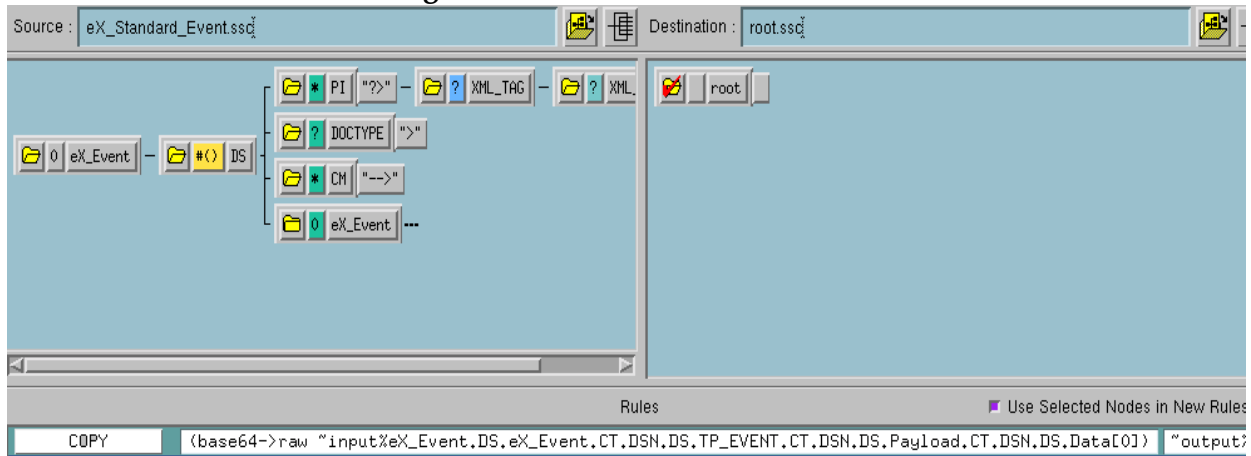 Source : eX_Standard_Event.ssc Destination : root.ssc
* PI "?>" ? XML_TAG ? XML_
? DOCTYPE ">"
0 eX_Event #() DS
* CM "-->"
0 eX_Event
root
Rules Use Selected Nodes in New Rules
COPY (base64->raw ~input%eX_Event.DS.eX_Event.CT.DSN.DS.TP_EVENT.CT.DSN.DS.Payload.CT.DSN.DS.Data[0]) ~output%